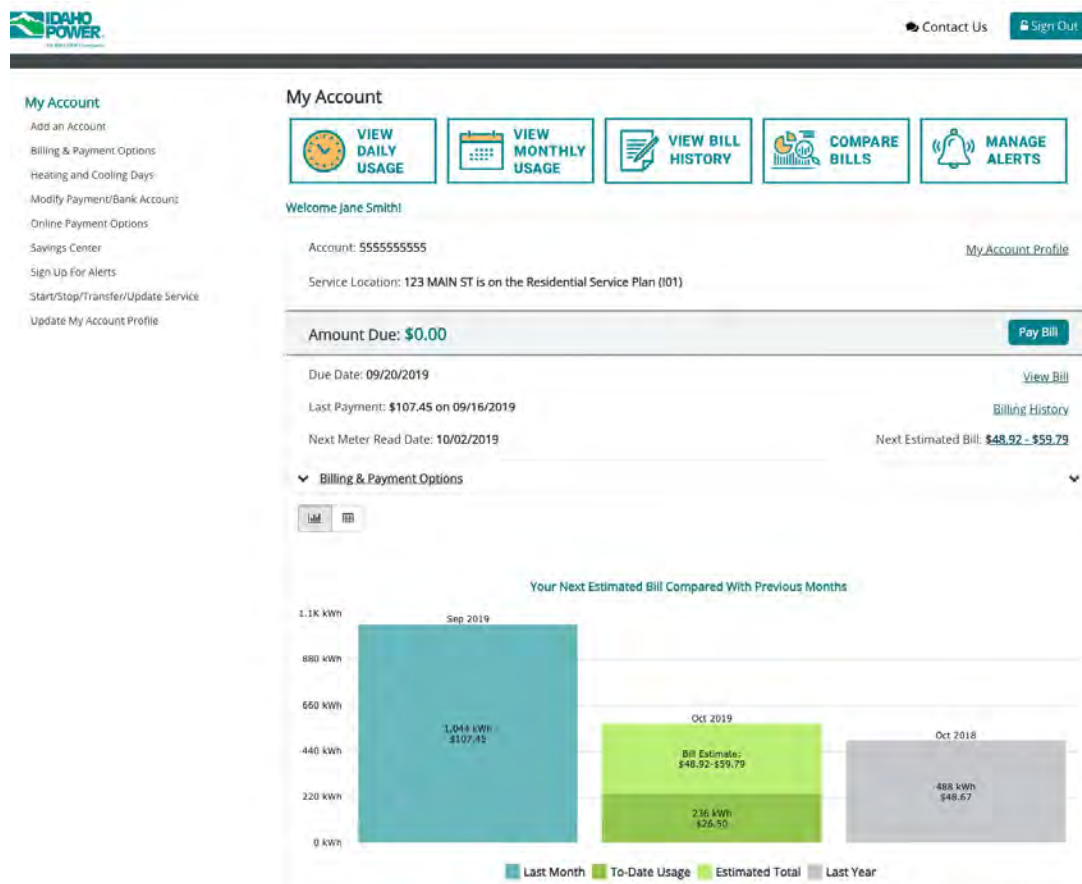 IDAHO
POWER
An IDACORP Company
Contact Us
Sign Out
My Account
Add an Account
Billing & Payment Options
Heating and Cooling Days
Modify Payment/Bank Account
Online Payment Options
Savings Center
Sign Up For Alerts
Start/Stop/Transfer/Update Service
Update My Account Profile
My Account
VIEW
DAILY
USAGE
VIEW
MONTHLY
USAGE
VIEW BILL
HISTORY
COMPARE
BILLS
MANAGE
ALERTS
Welcome Jane Smith!
Account: 5555555555
My Account Profile
Service Location: 123 MAIN ST is on the Residential Service Plan (I01)
Amount Due: $0.00
Pay Bill
Due Date: 09/20/2019
View Bill
Last Payment: $107.45 on 09/16/2019
Billing History
Next Meter Read Date: 10/02/2019
Next Estimated Bill: $48.92 - $59.79
Billing & Payment Options
Your Next Estimated Bill Compared With Previous Months
1.1K kWh
880 kWh
660 kWh
440 kWh
220 kWh
0 kWh
Sep 2019
1,044 kWh
$107.45
Oct 2019
Bill Estimate:
$48.92-$59.79
236 kWh
$26.50
Oct 2018
488 kWh
$48.67
Last Month To-Date Usage Estimated Total Last Year